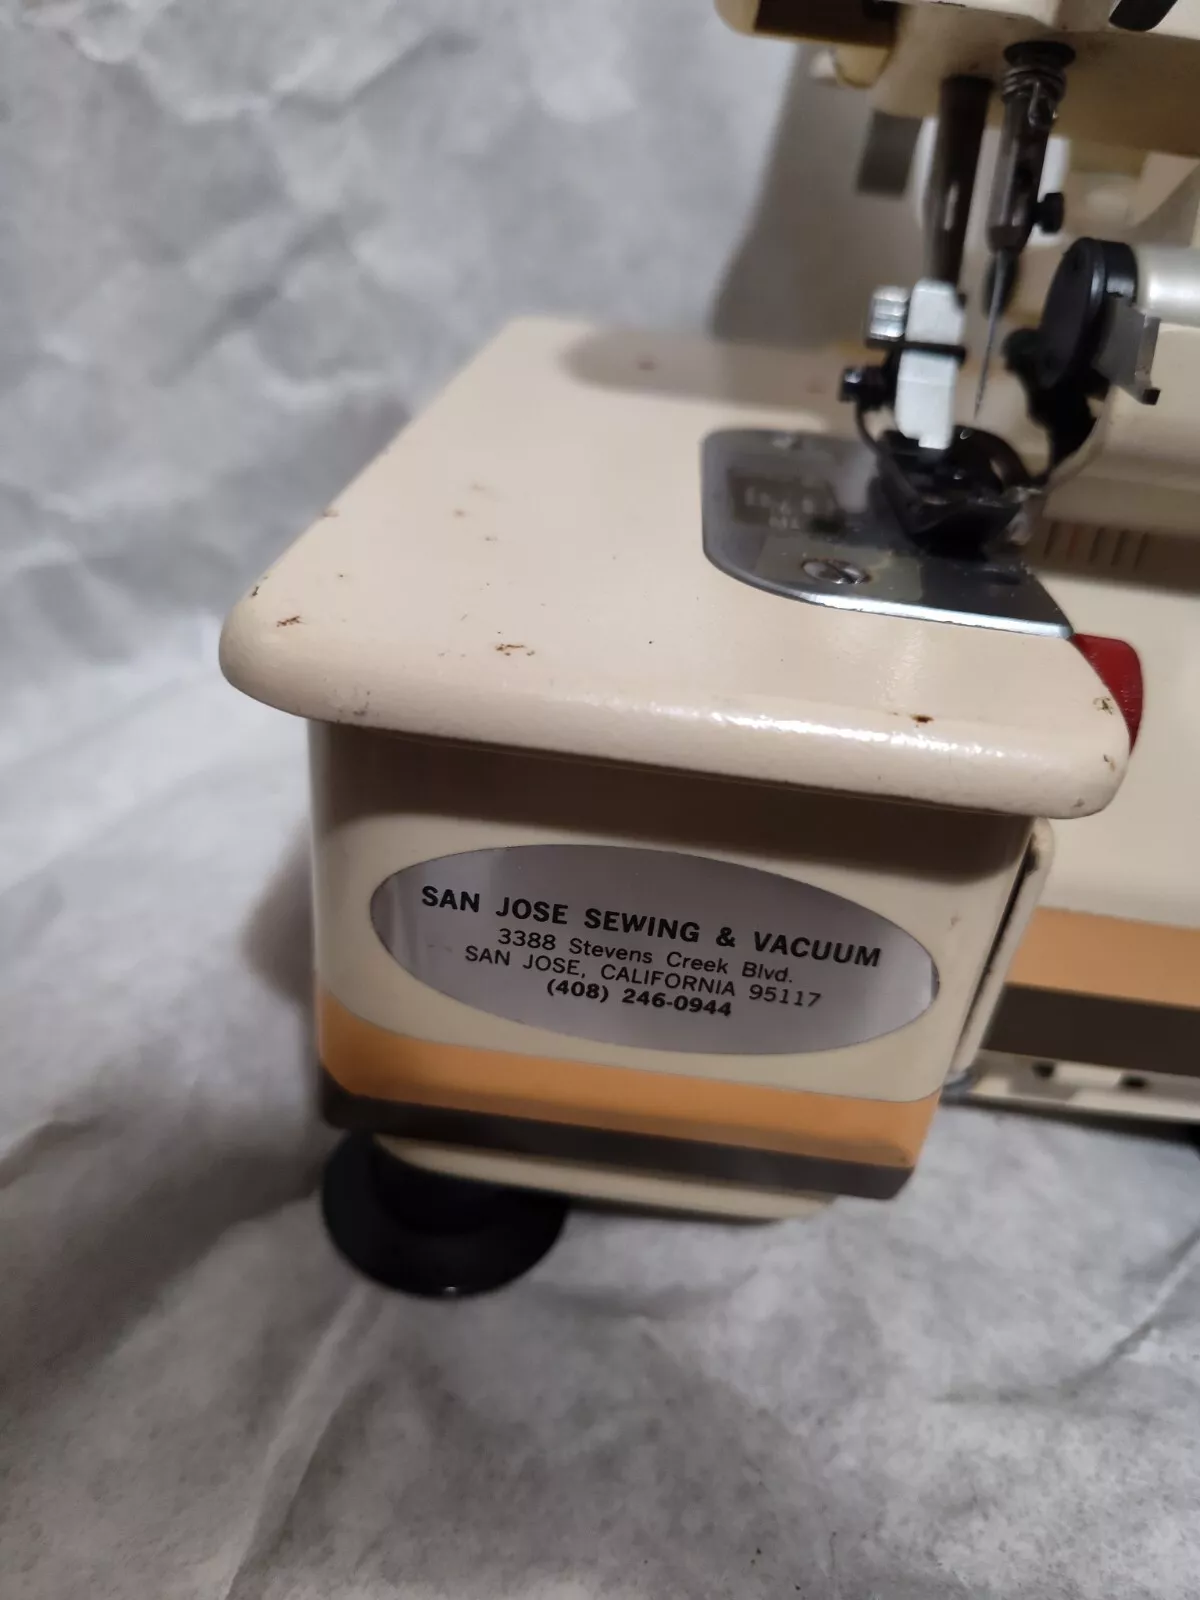 SAN JOSE SEWING & VACUUM
3388 Stevens Creek Blvd.
SAN JOSE, CALIFORNIA 95117
(408) 246-0944